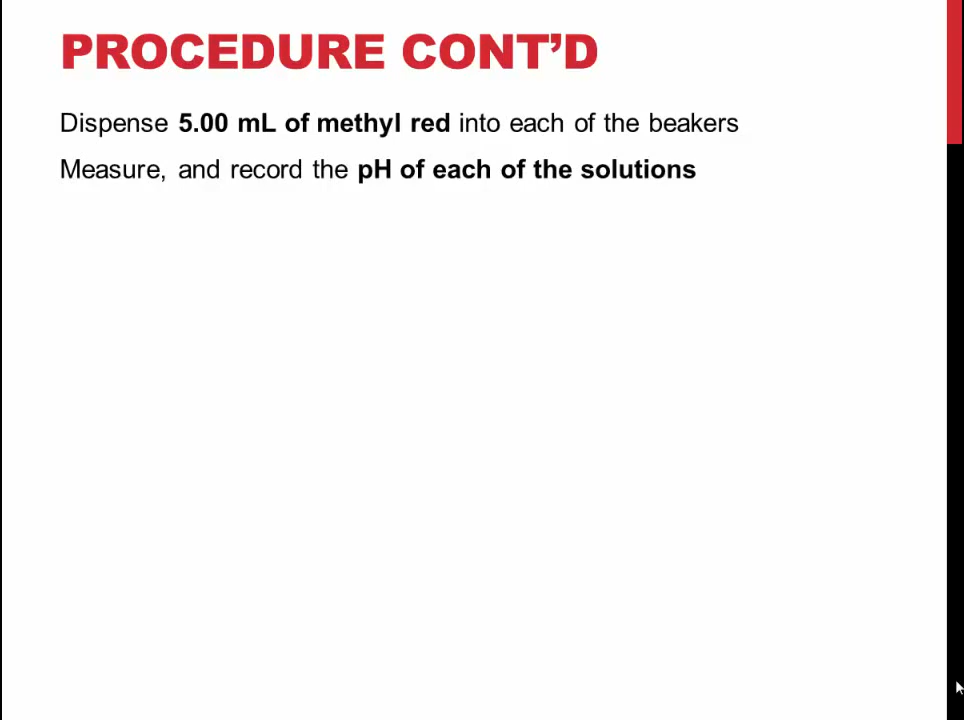 PROCEDURE CONT’D
Dispense 5.00 mL of methyl red into each of the beakers
Measure, and record the pH of each of the solutions